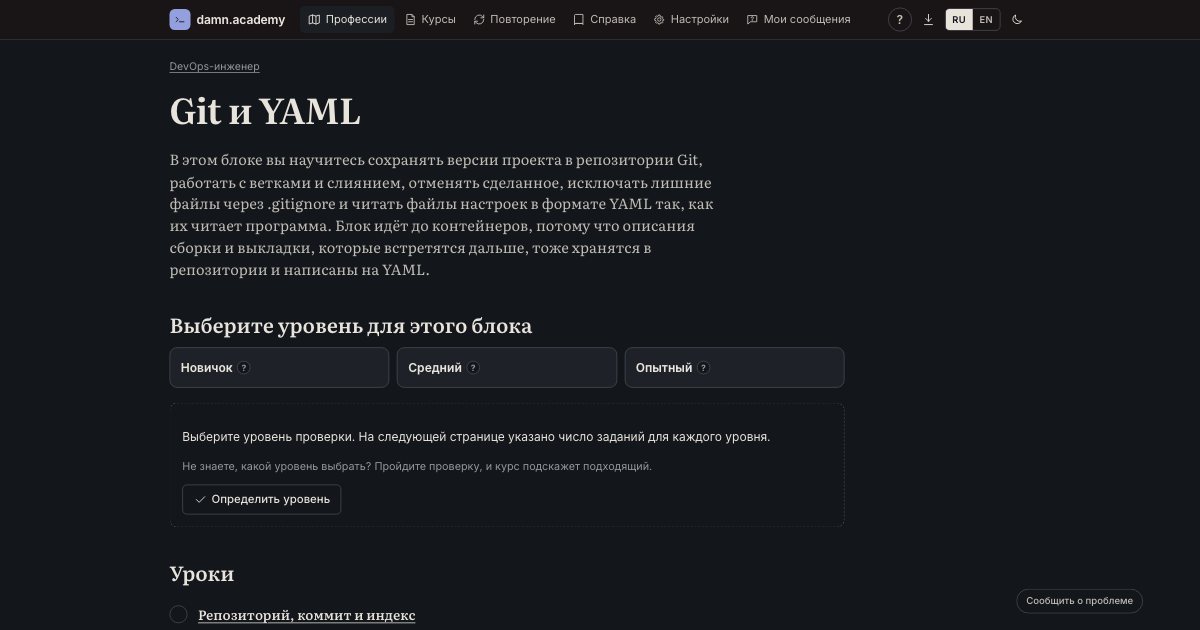 damn.academy
Профессии
Курсы
Повторение
Справка
Настройки
Мои сообщения
?
RU
EN
DevOps-инженер
Git и YAML
В этом блоке вы научитесь сохранять версии проекта в репозитории Git,
работать с ветками и слиянием, отменять сделанное, исключать лишние
файлы через .gitignore и читать файлы настроек в формате YAML так, как
их читает программа. Блок идёт до контейнеров, потому что описания
сборки и выкладки, которые встретятся дальше, тоже хранятся в
репозитории и написаны на YAML.
Выберите уровень для этого блока
Новичок ?
Средний ?
Опытный ?
Выберите уровень проверки. На следующей странице указано число заданий для каждого уровня.
Не знаете, какой уровень выбрать? Пройдите проверку, и курс подскажет подходящий.
Определить уровень
Уроки
Репозиторий, коммит и индекс
Сообщить о проблеме